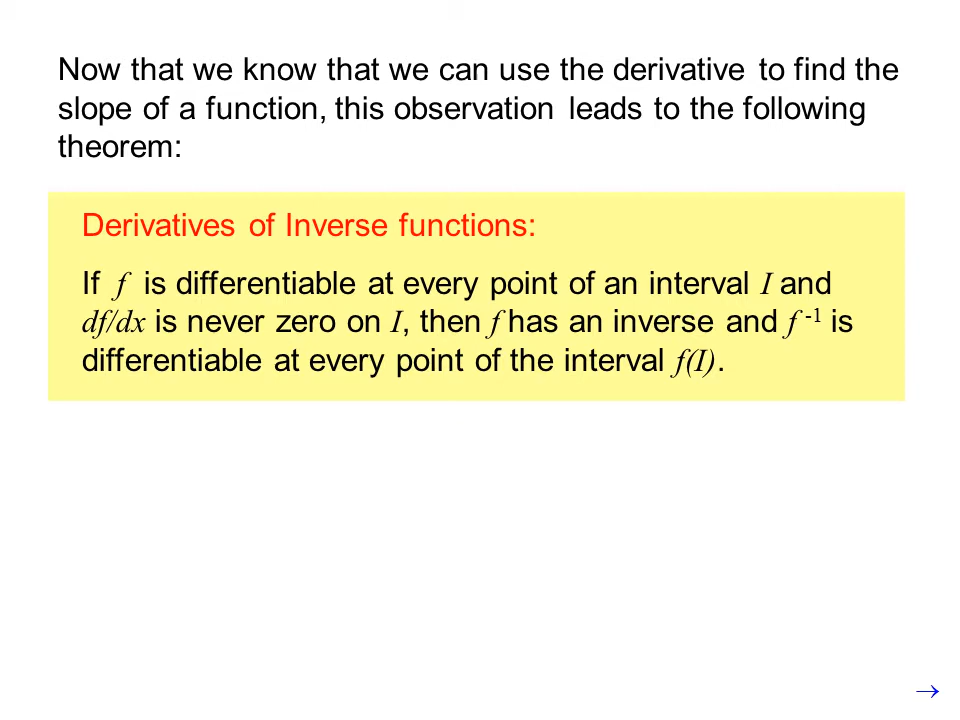 Now that we know that we can use the derivative to find the
slope of a function, this observation leads to the following
theorem:
Derivatives of Inverse functions:
If f is differentiable at every point of an interval I and
df/dx is never zero on I, then f has an inverse and f -1 is
differentiable at every point of the interval f(I).
→